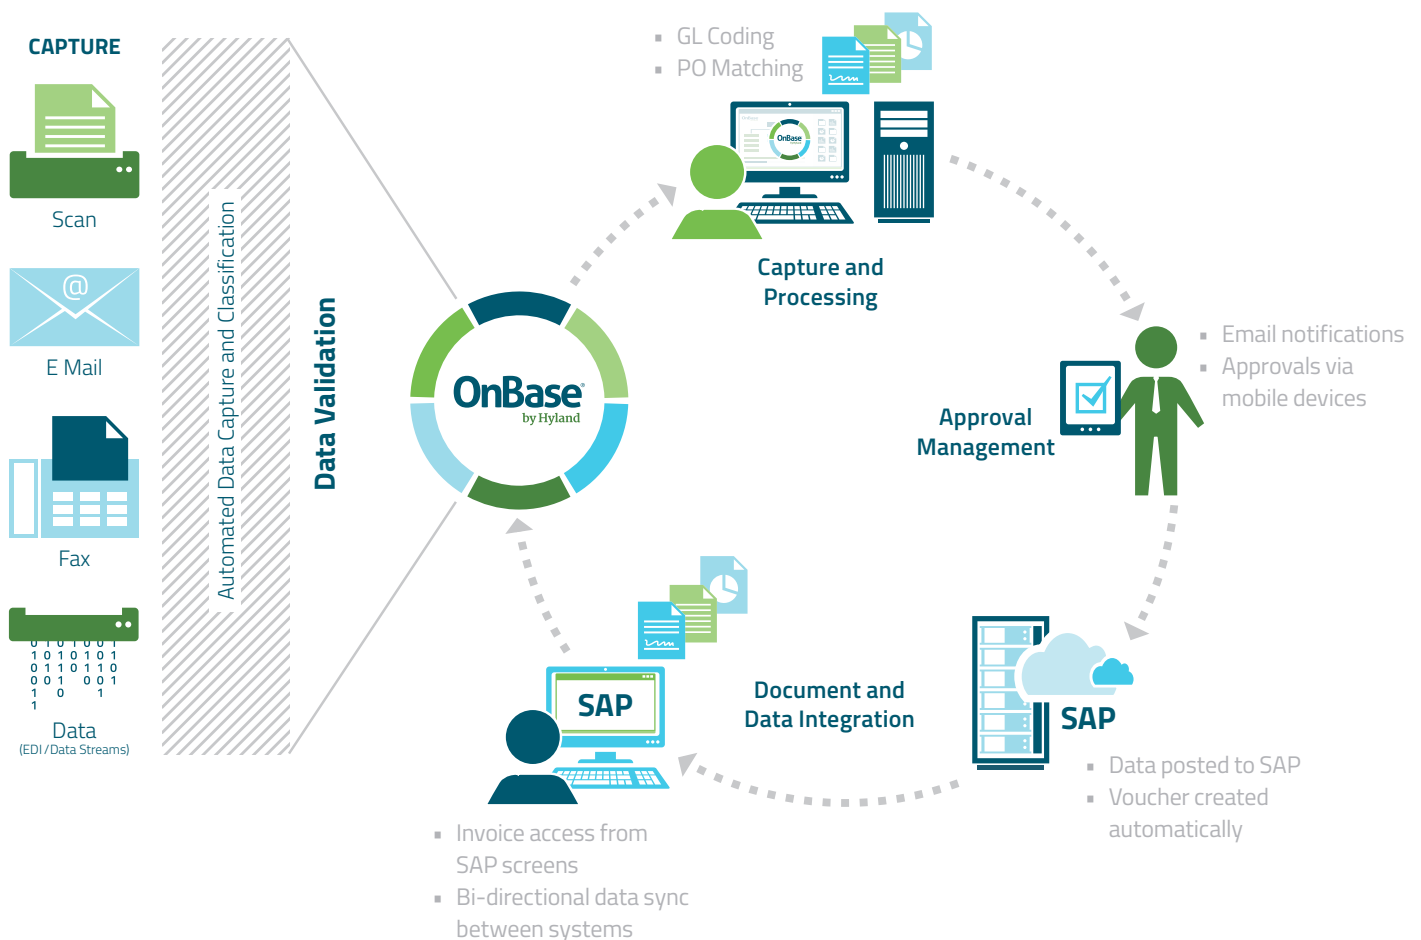 CAPTURE
Scan
@
E Mail
Fax
Data
(EDI/Data Streams)
Automated Data Capture and Classification
Data Validation
OnBase®
by Hyland
GL Coding
PO Matching
OnBase
Capture and
Processing
Email notifications
Approvals via
mobile devices
Approval
Management
SAP
Data posted to SAP
Voucher created
automatically
Document and
Data Integration
SAP
Invoice access from
SAP screens
Bi-directional data sync
between systems